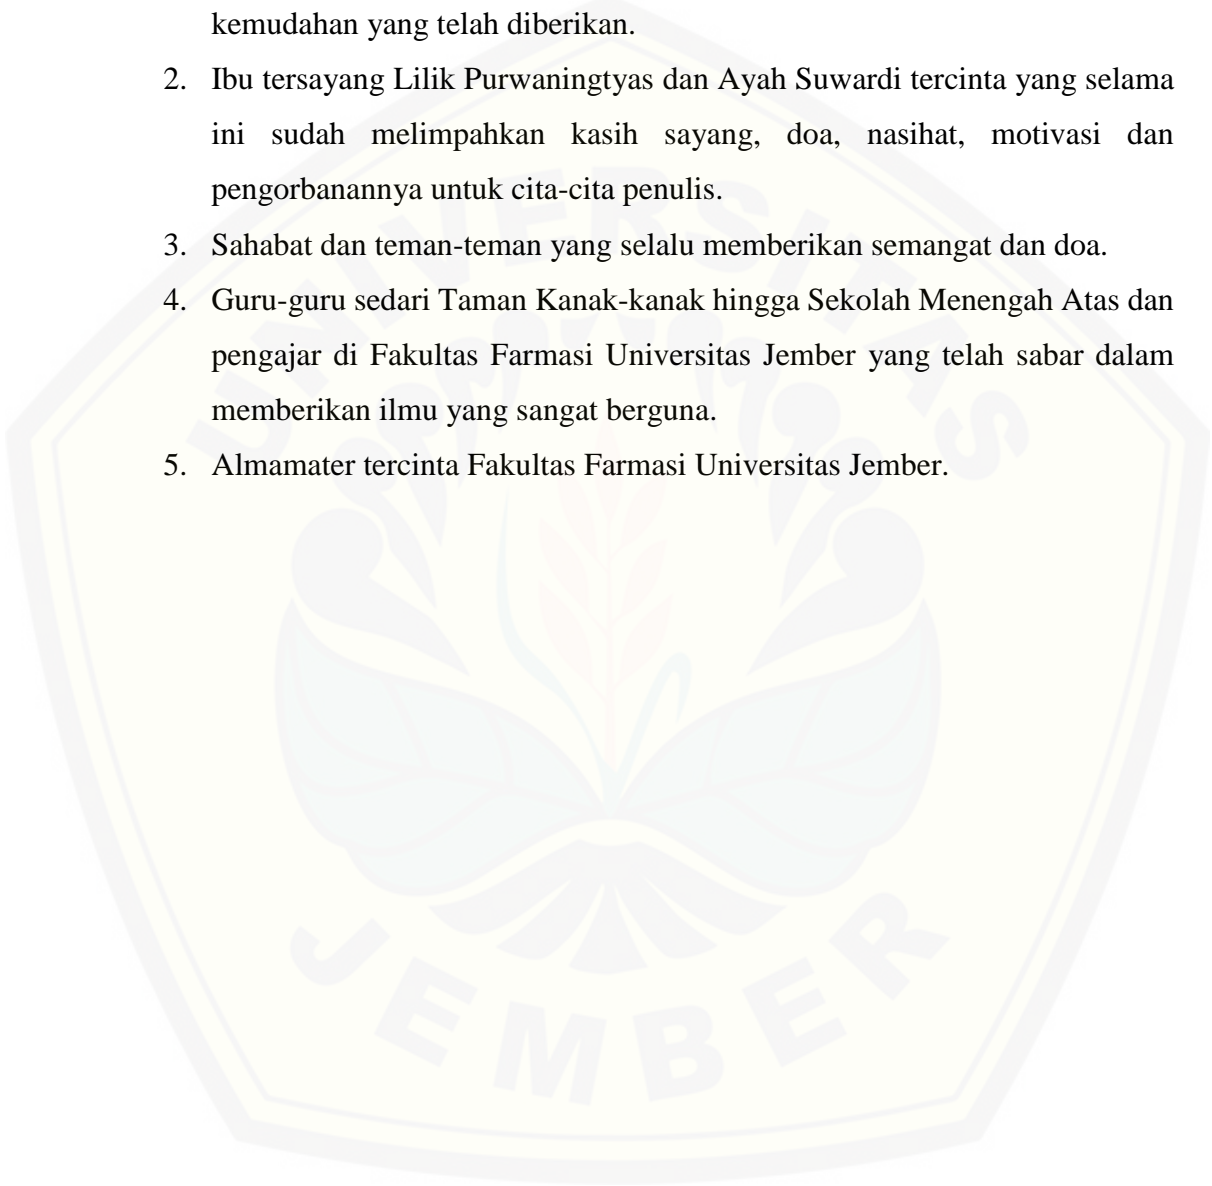 kemudahan yang telah diberikan.
2. Ibu tersayang Lilik Purwaningtyas dan Ayah Suwardi tercinta yang selama
ini sudah melimpahkan kasih sayang, doa, nasihat, motivasi dan
pengorbanannya untuk cita-cita penulis.
3. Sahabat dan teman-teman yang selalu memberikan semangat dan doa.
4. Guru-guru sedari Taman Kanak-kanak hingga Sekolah Menengah Atas dan
pengajar di Fakultas Farmasi Universitas Jember yang telah sabar dalam
memberikan ilmu yang sangat berguna.
5. Almamater tercinta Fakultas Farmasi Universitas Jember.
UNIVERSITAS
JEMBER